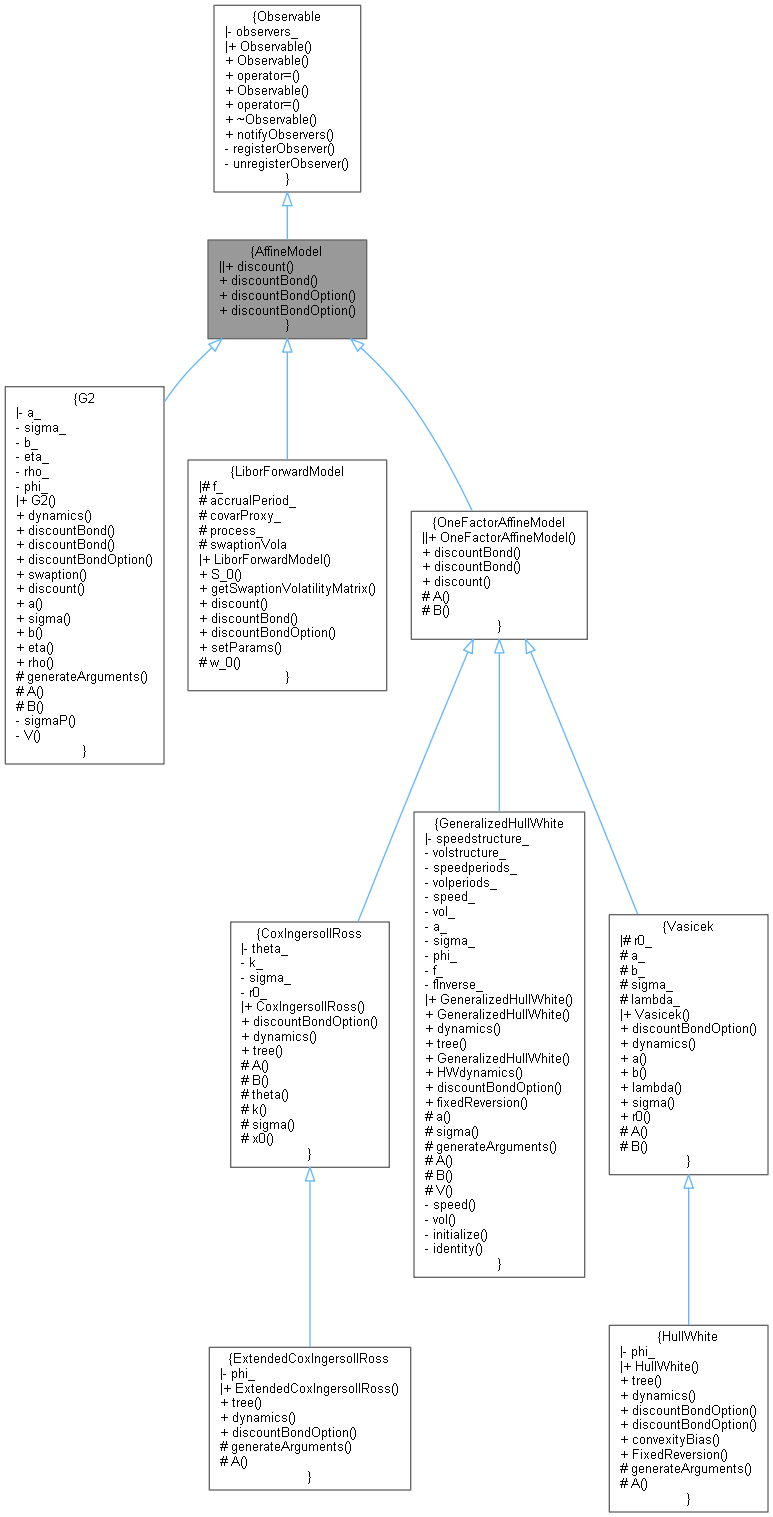 {Observable
|- observers_
|+ Observable()
+ Observable()
+ operator=()
+ Observable()
+ operator=()
+ ~Observable()
+ notifyObservers()
- registerObserver()
- unregisterObserver()
}
{AffineModel
||+ discount()
+ discountBond()
+ discountBondOption()
+ discountBondOption()
}
{G2
|- a_
- sigma_
- b_
- eta_
- rho_
- phi_
|+ G2()
+ dynamics()
+ discountBond()
+ discountBond()
+ discountBondOption()
+ swaption()
+ discount()
+ a()
+ sigma()
+ b()
+ eta()
+ rho()
# generateArguments()
# A()
# B()
- sigmaP()
- V()
}
{LiborForwardModel
|# f_
# accrualPeriod_
# covarProxy_
# process_
# swaptionVola
|+ LiborForwardModel()
+ S_0()
+ getSwaptionVolatilityMatrix()
+ discount()
+ discountBond()
+ discountBondOption()
+ setParams()
# w_0()
}
{OneFactorAffineModel
||+ OneFactorAffineModel()
+ discountBond()
+ discountBond()
+ discount()
# A()
# B()
}
{CoxIngersollRoss
|- theta_
- k_
- sigma_
- r0_
|+ CoxIngersollRoss()
+ discountBondOption()
+ dynamics()
+ tree()
# A()
# B()
# theta()
# k()
# sigma()
# x0()
}
{GeneralizedHullWhite
|- speedstructure_
- volstructure_
- speedperiods_
- volperiods_
- speed_
- vol_
- a_
- sigma_
- phi_
- f_
- fInverse_
|+ GeneralizedHullWhite()
+ GeneralizedHullWhite()
+ dynamics()
+ tree()
+ GeneralizedHullWhite()
+ HWdynamics()
+ discountBondOption()
+ fixedReversion()
# a()
# sigma()
# generateArguments()
# A()
# B()
# V()
- speed()
- vol()
- initialize()
- identity()
}
{Vasicek
|# r0_
# a_
# b_
# sigma_
# lambda_
|+ Vasicek()
+ discountBondOption()
+ dynamics()
+ a()
+ b()
+ lambda()
+ sigma()
+ r0()
# A()
# B()
}
{ExtendedCoxIngersollRoss
|- phi_
|+ ExtendedCoxIngersollRoss()
+ tree()
+ dynamics()
+ discountBondOption()
# generateArguments()
# A()
}
{HullWhite
|- phi_
|+ HullWhite()
+ tree()
+ dynamics()
+ discountBondOption()
+ discountBondOption()
+ convexityBias()
+ FixedReversion()
# generateArguments()
# A()
}